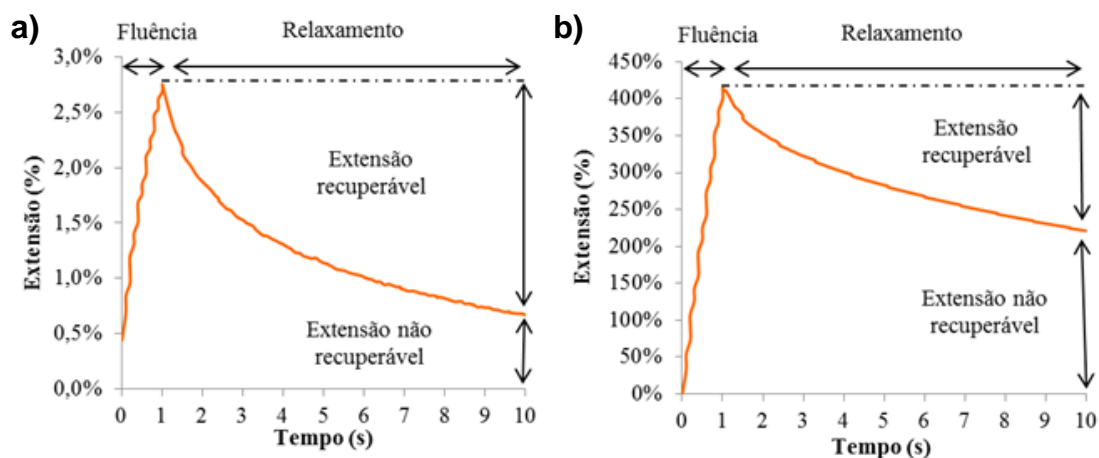 a)
Fluência
Relaxamento
3,0%
2,5%
2,0%
1,5%
1,0%
0,5%
0,0%
Extensão (%)
Extensão
recuperável
Extensão não
recuperável
0 1 2 3 4 5 6 7 8 9 10
Tempo (s)
b)
Fluência
Relaxamento
450%
400%
350%
300%
250%
200%
150%
100%
50%
0%
Extensão (%)
Extensão
recuperável
Extensão não
recuperável
0 1 2 3 4 5 6 7 8 9 10
Tempo (s)